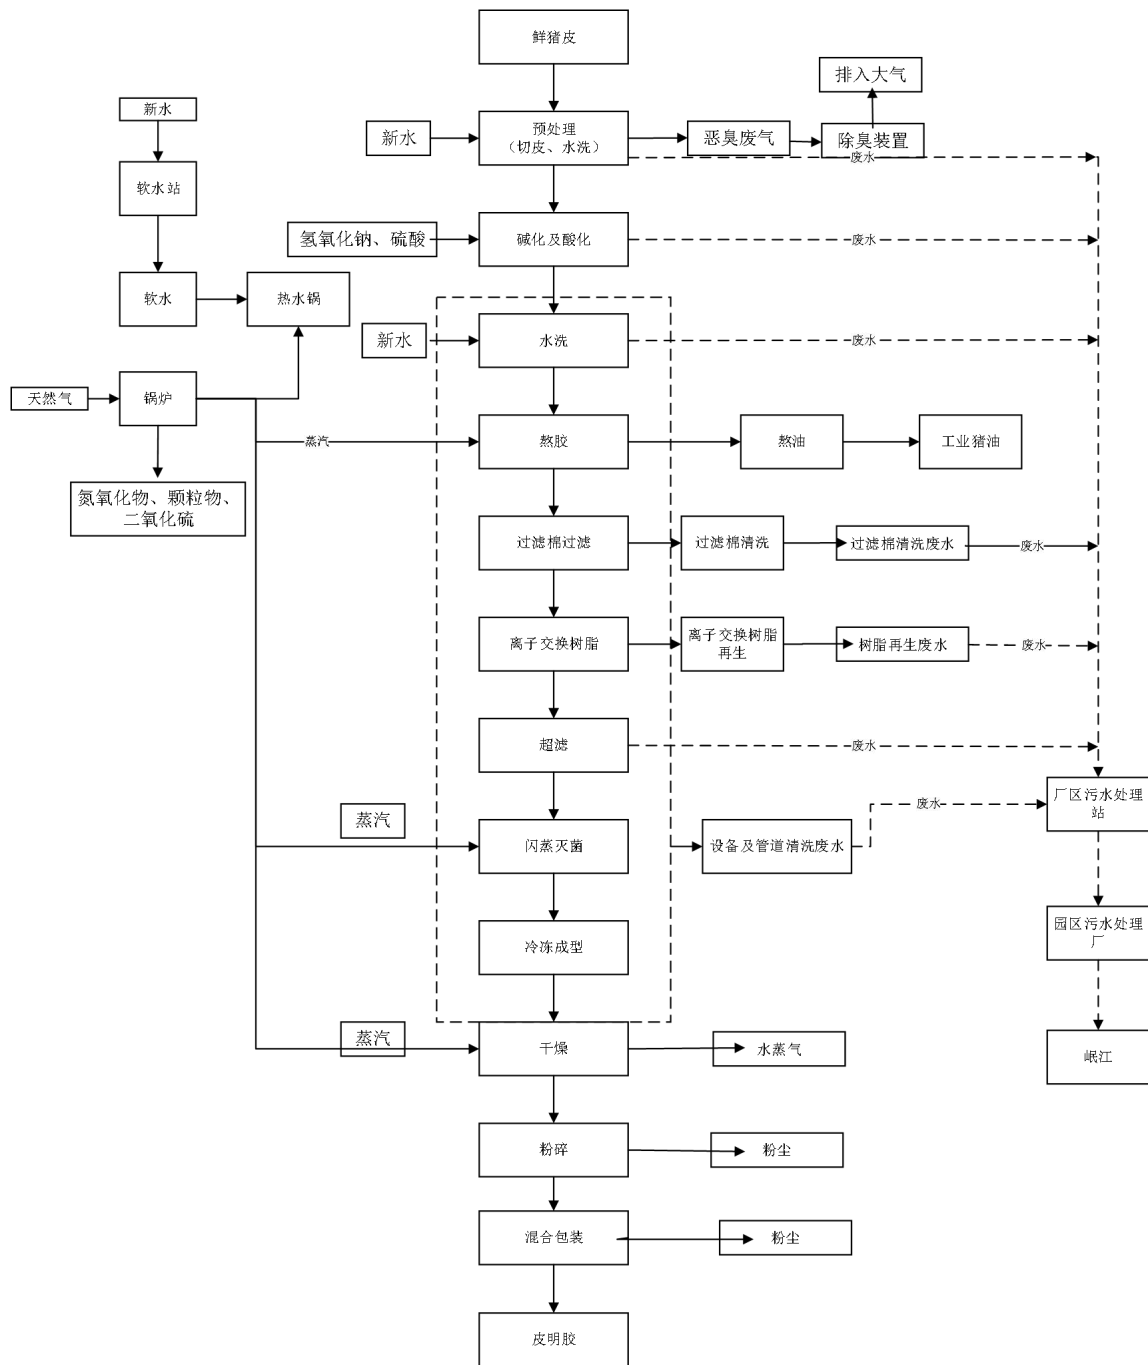 鲜猪皮
排入大气
新水
新水
预处理
（切皮、水洗）
恶臭废气
除臭装置
废水
软水站
氢氧化钠、硫酸
碱化及酸化
废水
软水
热水锅
新水
水洗
废水
天然气
锅炉
蒸汽
熬胶
熬油
工业猪油
氮氧化物、颗粒物、
二氧化硫
过滤棉过滤
过滤棉清洗
过滤棉清洗废水
废水
离子交换树脂
离子交换树脂
再生
树脂再生废水
废水
超滤
废水
厂区污水处理
站
蒸汽
废水
闪蒸灭菌
设备及管道清洗废水
园区污水处理
厂
冷冻成型
蒸汽
干燥
水蒸气
岷江
粉碎
粉尘
混合包装
粉尘
皮明胶